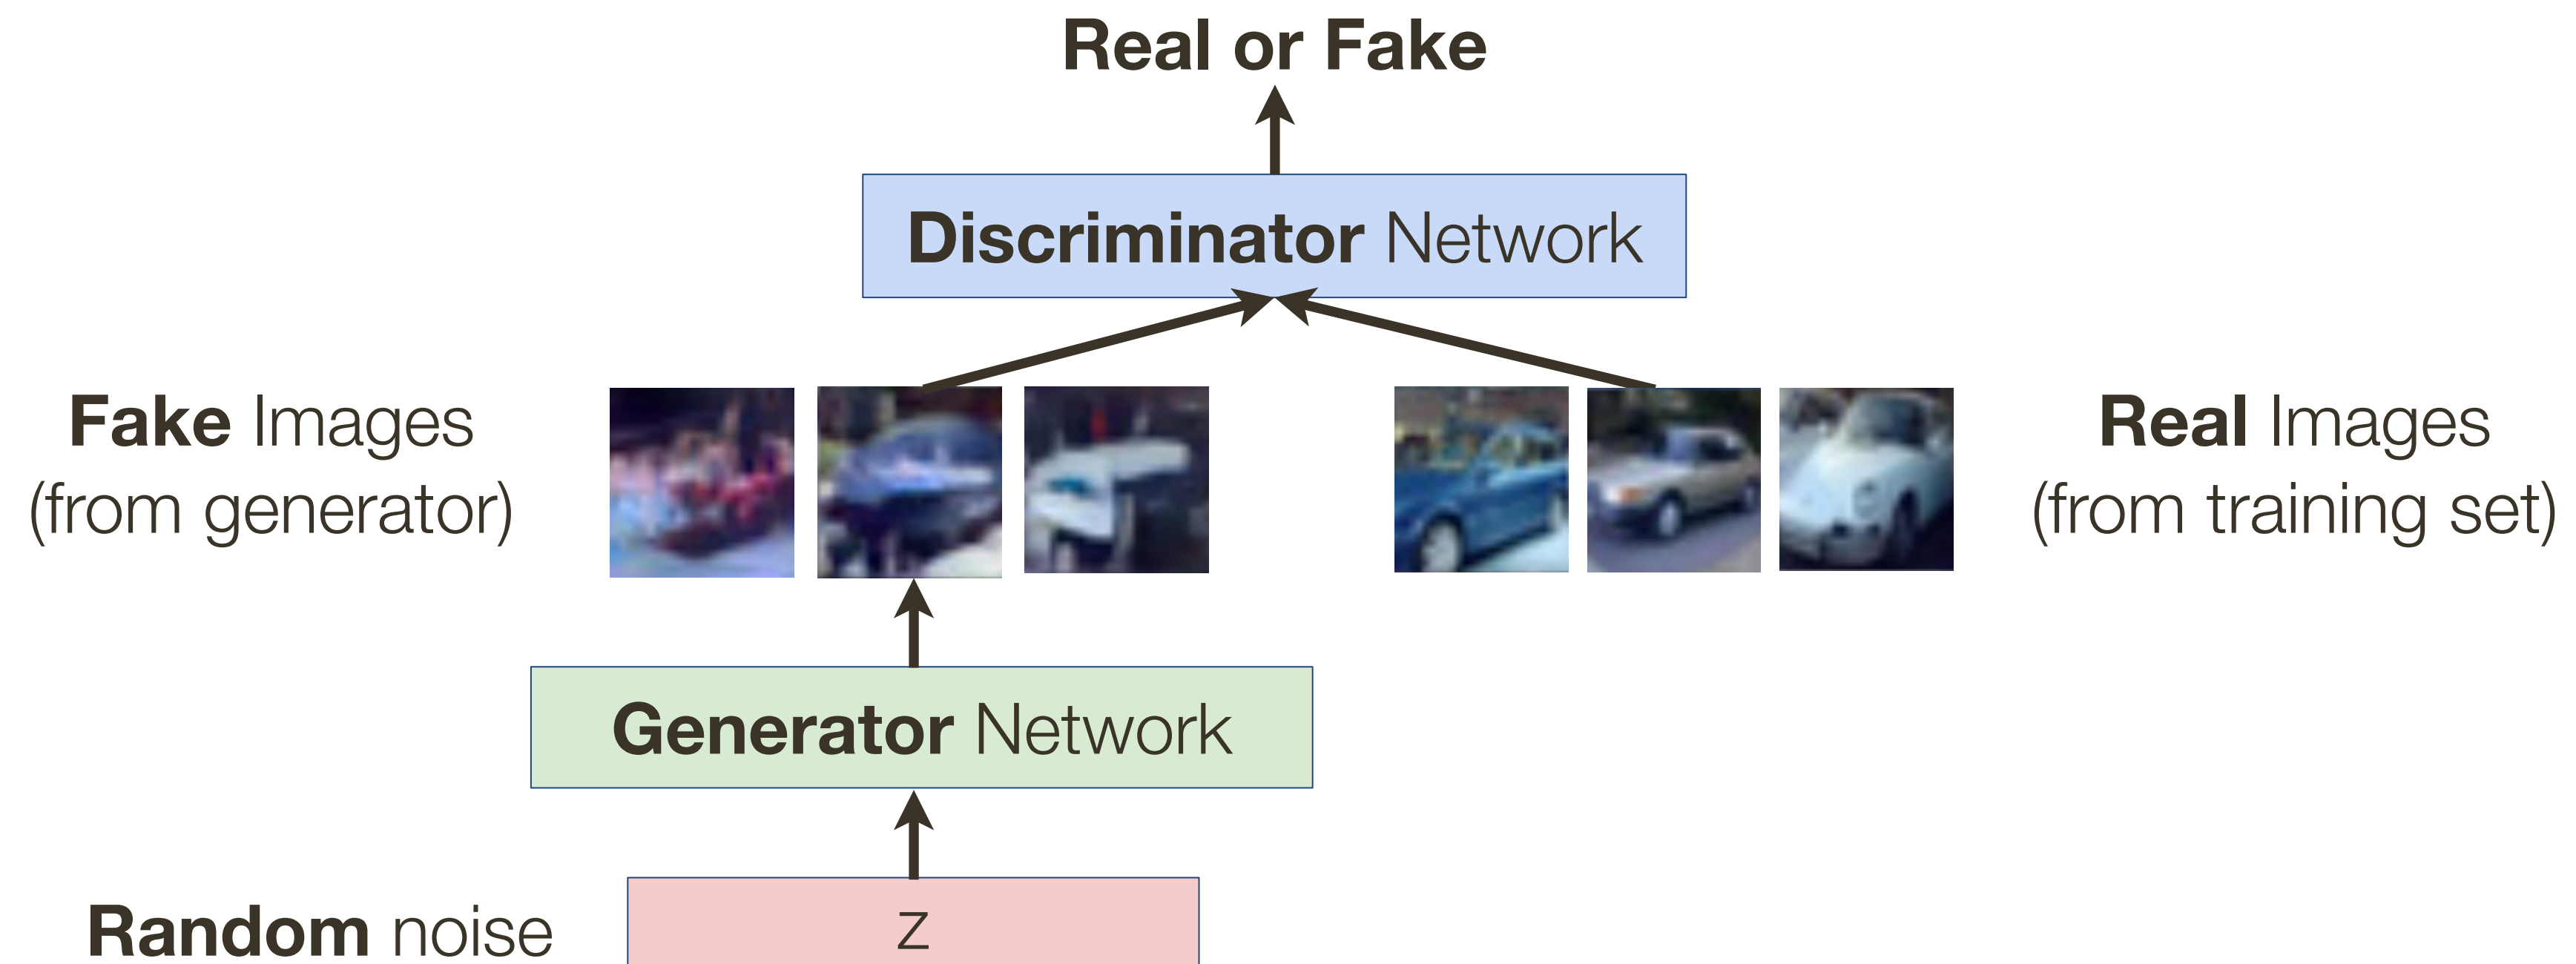 Real or Fake
Discriminator Network
Fake Images
(from generator)
Real Images
(from training set)
Generator Network
Random noise
z